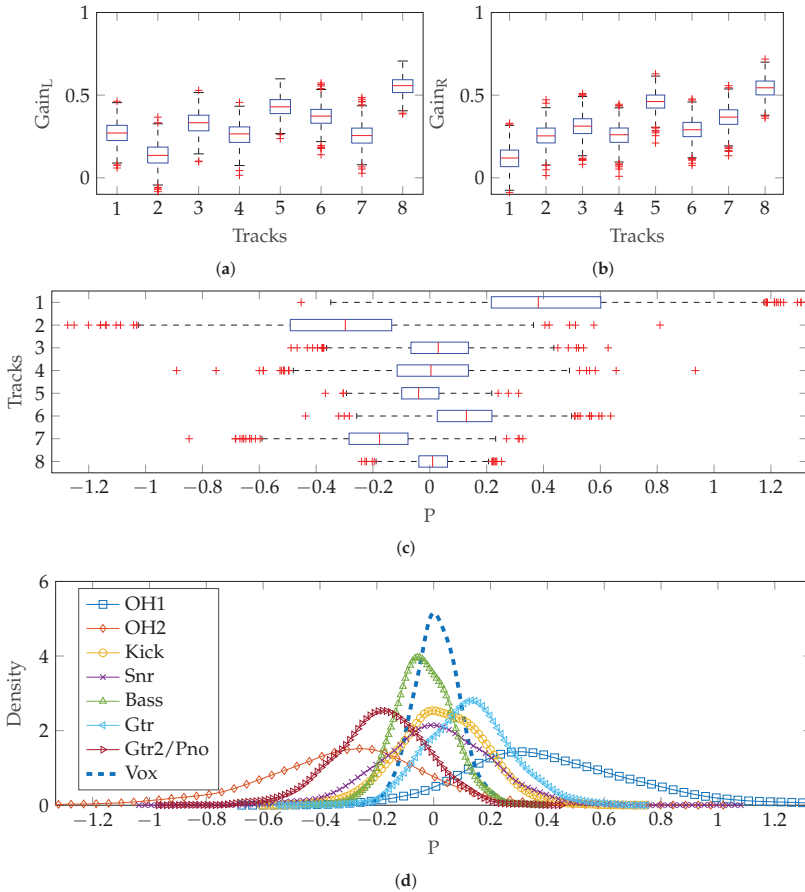 1
0.5
0
Gain_L
1 2 3 4 5 6 7 8
Tracks
(a)
1
0.5
0
Gain_R
1 2 3 4 5 6 7 8
Tracks
(b)
1
2
3
4
5
6
7
8
Tracks
−1.2 −1 −0.8 −0.6 −0.4 −0.2 0 0.2 0.4 0.6 0.8 1 1.2
P
(c)
6
4
2
0
Density
OH1
OH2
Kick
Snr
Bass
Gtr
Gtr2/Pno
Vox
−1.2 −1 −0.8 −0.6 −0.4 −0.2 0 0.2 0.4 0.6 0.8 1 1.2
P
(d)